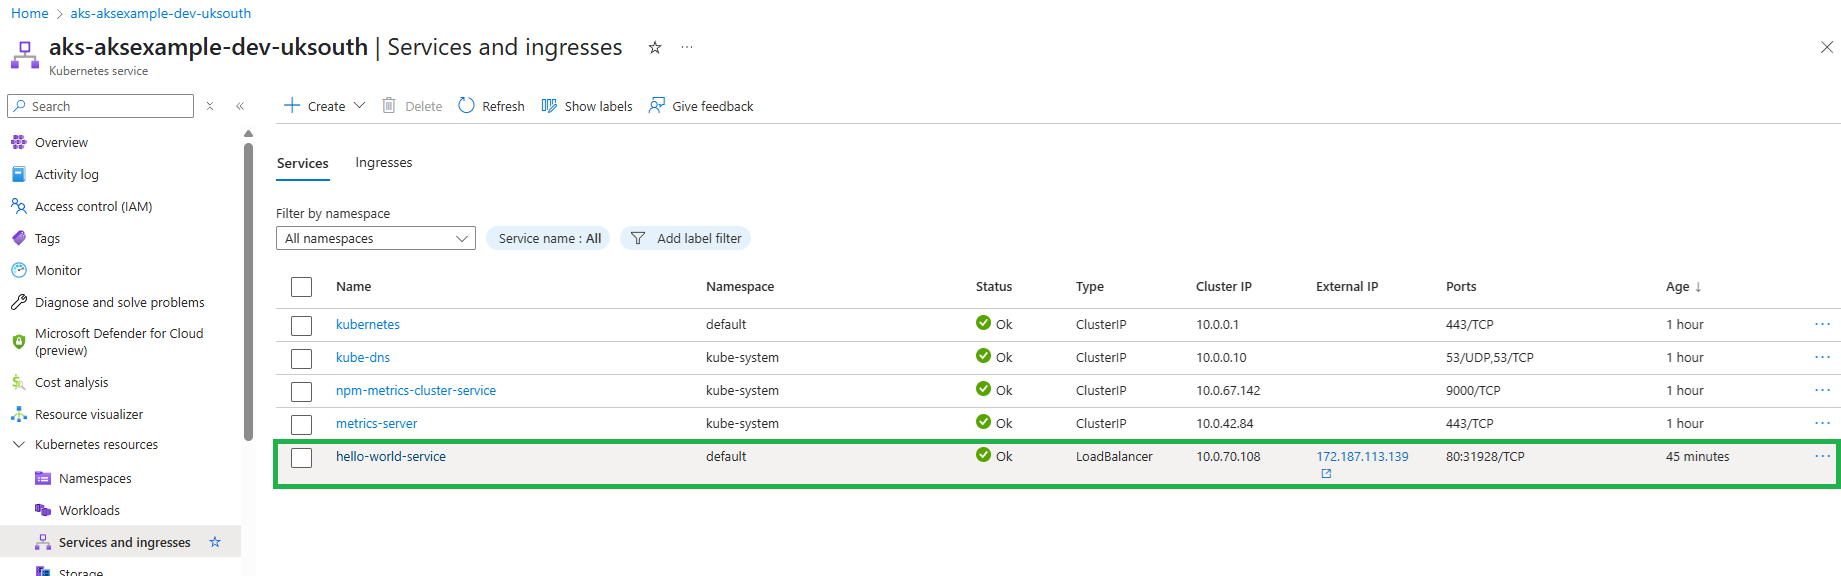 Home > aks-aksexample-dev-uksouth
aks-aksexample-dev-uksouth | Services and ingresses
Kubernetes service
Search
Create Delete Refresh Show labels Give feedback
Overview
Activity log
Access control (IAM)
Tags
Monitor
Diagnose and solve problems
Microsoft Defender for Cloud
(preview)
Cost analysis
Resource visualizer
Kubernetes resources
Namespaces
Workloads
Services and ingresses
Storage
Services Ingresses
Filter by namespace
All namespaces Service name : All Add label filter
Name Namespace Status Type Cluster IP External IP Ports Age ↓
kubernetes default Ok ClusterIP 10.0.0.1 443/TCP 1 hour
kube-dns kube-system Ok ClusterIP 10.0.0.10 53/UDP,53/TCP 1 hour
npm-metrics-cluster-service kube-system Ok ClusterIP 10.0.67.142 9000/TCP 1 hour
metrics-server kube-system Ok ClusterIP 10.0.42.84 443/TCP 1 hour
hello-world-service default Ok LoadBalancer 10.0.70.108 172.187.113.139 80:31928/TCP 45 minutes